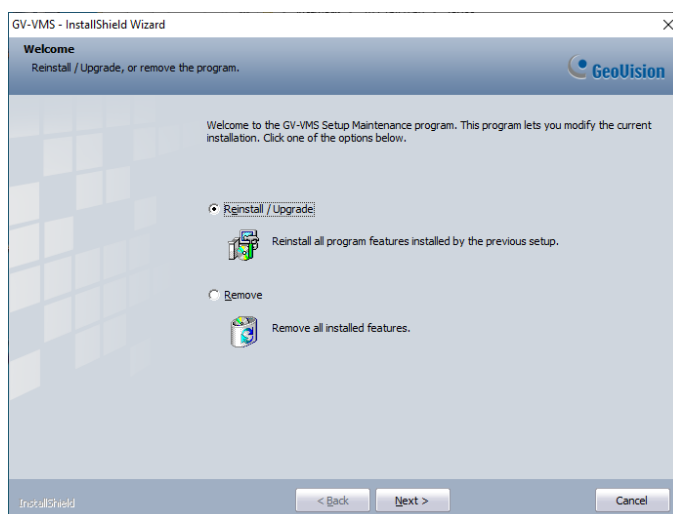 GV-VMS - InstallShield Wizard
Welcome
Reinstall / Upgrade, or remove the program.
GeoVision
Welcome to the GV-VMS Setup Maintenance program. This program lets you modify the current
installation. Click one of the options below.
Reinstall / Upgrade
Reinstall all program features installed by the previous setup.
Remove
Remove all installed features.
InstallShield
< Back
Next >
Cancel